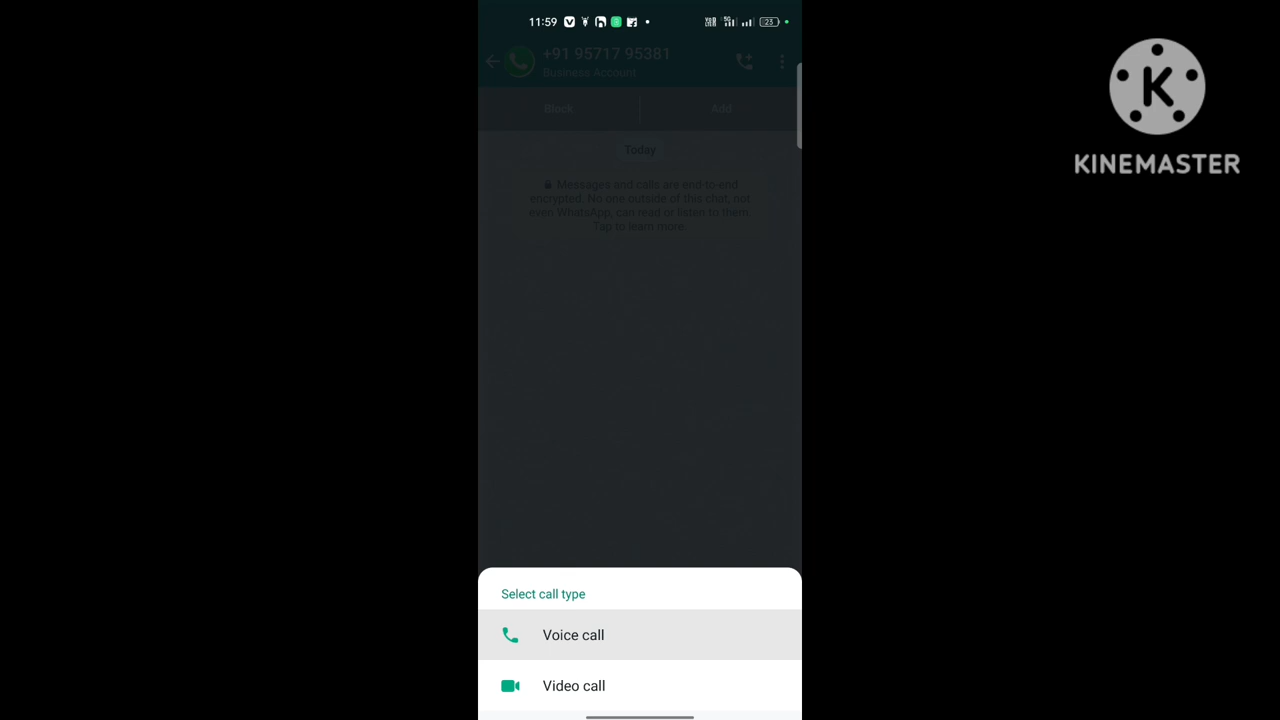 11:59
23
+91 95717 95381
Business Account
Block
Add
Today
Messages and calls are end-to-end
encrypted. No one outside of this chat, not
even WhatsApp, can read or listen to them.
Tap to learn more.
Select call type
Voice call
Video call
K
KINEMASTER